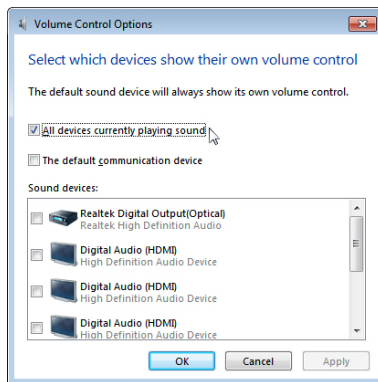 Volume Control Options
Select which devices show their own volume control
The default sound device will always show its own volume control.
All devices currently playing sound
The default communication device
Sound devices:
Realtek Digital Output(Optical)
Realtek High Definition Audio
Digital Audio (HDMI)
High Definition Audio Device
Digital Audio (HDMI)
High Definition Audio Device
Digital Audio (HDMI)
High Definition Audio Device
OK Cancel Apply